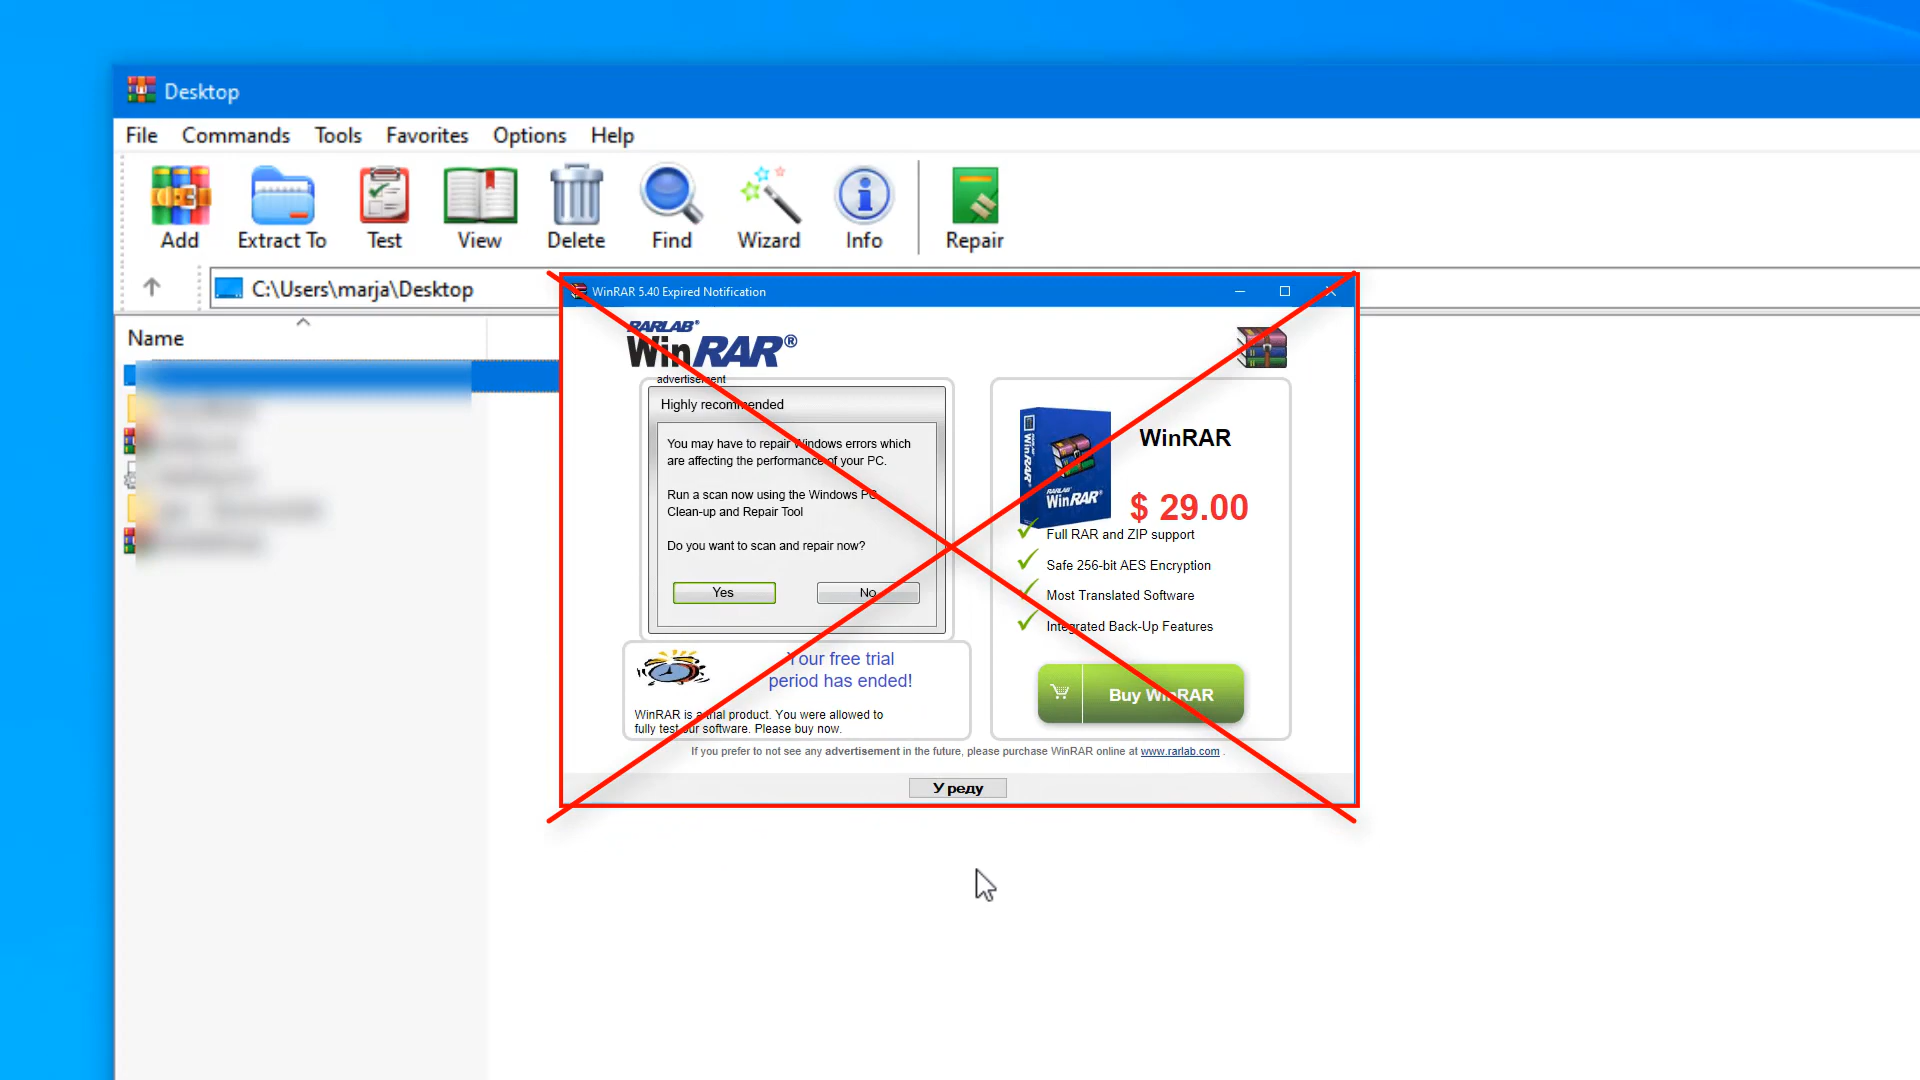 Desktop
File Commands Tools Favorites Options Help
Add Extract To Test View Delete Find Wizard Info Repair
C:\Users\marja\Desktop
Name
WinRAR 5.40 Expired Notification
RARLAB®
WinRAR®
advertisement
Highly recommended
You may have to repair Windows errors which
are affecting the performance of your PC.
Run a scan now using the Windows PC
Clean-up and Repair Tool
Do you want to scan and repair now?
Yes No
Your free trial
period has ended!
WinRAR is a trial product. You were allowed to
fully test our software. Please buy now.
WinRAR
RARLAB
WinRAR®
WinRAR
$ 29.00
Full RAR and ZIP support
Safe 256-bit AES Encryption
Most Translated Software
Integrated Back-Up Features
Buy WinRAR
If you prefer to not see any advertisement in the future, please purchase WinRAR online at www.rarlab.com .
У реду